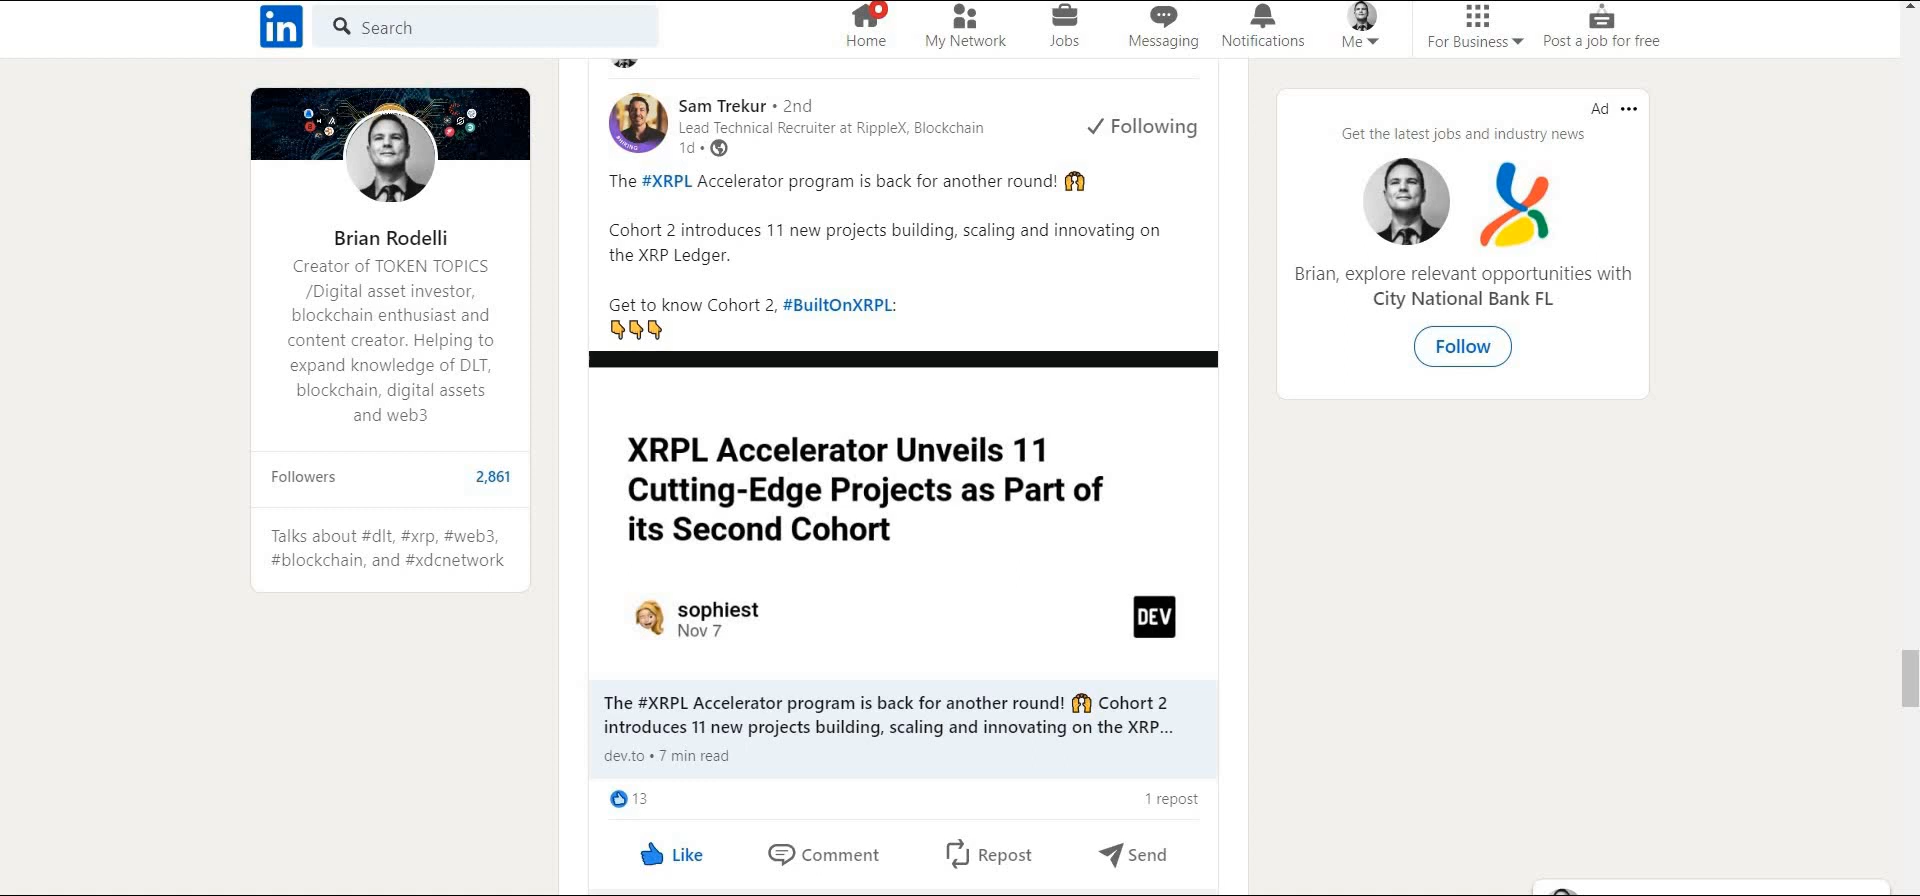 in
Search
Home
My Network
Jobs
Messaging
Notifications
Me
For Business
Post a job for free
Brian Rodelli
Creator of TOKEN TOPICS
/Digital asset investor,
blockchain enthusiast and
content creator. Helping to
expand knowledge of DLT,
blockchain, digital assets
and web3
Followers 2,861
Talks about #dlt, #xrp, #web3,
#blockchain, and #xdcnetwork
Sam Trekur • 2nd
Lead Technical Recruiter at RippleX, Blockchain
1d •
Following
The #XRPL Accelerator program is back for another round! 🙌
Cohort 2 introduces 11 new projects building, scaling and innovating on
the XRP Ledger.
Get to know Cohort 2, #BuiltOnXRPL:
👇👇👇
XRPL Accelerator Unveils 11
Cutting-Edge Projects as Part of
its Second Cohort
sophiest
Nov 7
DEV
The #XRPL Accelerator program is back for another round! 🙌 Cohort 2
introduces 11 new projects building, scaling and innovating on the XRP...
dev.to • 7 min read
13
1 repost
Like
Comment
Repost
Send
Ad
Get the latest jobs and industry news
Brian, explore relevant opportunities with
City National Bank FL
Follow